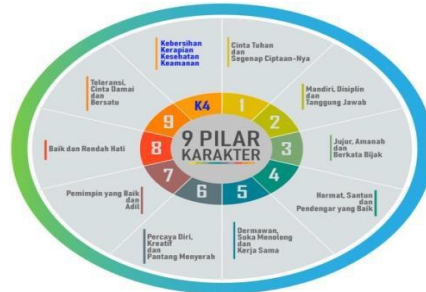 Kebersihan
Kerapian
Kesehatan
Keamanan
Cinta Tuhan
dan
Segenap Ciptaan-Nya
Toleransi,
Cinta Damai
dan
Bersatu
Mandiri, Disiplin
dan
Tanggung Jawab
K4
1
9
2
8
3
7
4
6
5
9 PILAR
KARAKTER
Baik dan Rendah Hati
Jujur, Amanah
dan
Berkata Bijak
Pemimpin yang Baik
dan
Adil
Hormat, Santun
dan
Pendengar yang Baik
Percaya Diri,
Kreatif
dan
Pantang Menyerah
Dermawan,
Suka Menolong
dan
Kerja Sama